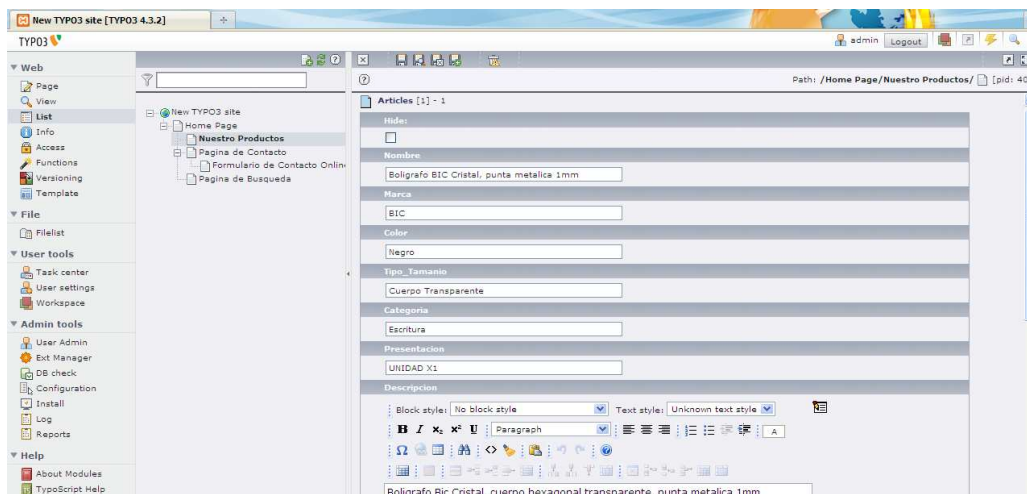 New TYPO3 site [TYPO3 4.3.2]
TYPO3
admin Logout
Web
Page
View
List
Info
Access
Functions
Versioning
Template
File
Filelist
User tools
Task center
User settings
Workspace
Admin tools
User Admin
Ext Manager
DB check
Configuration
Install
Log
Reports
Help
About Modules
TypoScript Help
New TYPO3 site
Home Page
Nuestro Productos
Pagina de Contacto
Formulario de Contacto Online
Pagina de Busqueda
Path: /Home Page/Nuestro Productos/ [pid: 40
Articles [1] - 1
Hide:
Nombre
Boligrafo BIC Cristal, punta metalica 1mm
Marca
BIC
Color
Negro
Tipo_Tamanio
Cuerpo Transparente
Categoria
Escritura
Presentacion
UNIDAD X1
Descripcion
Block style: No block style Text style: Unknown text style
B I x₂ x² U Paragraph A
Boligrafo Bic Cristal, cuerpo hexagonal transparente, punta metalica 1mm